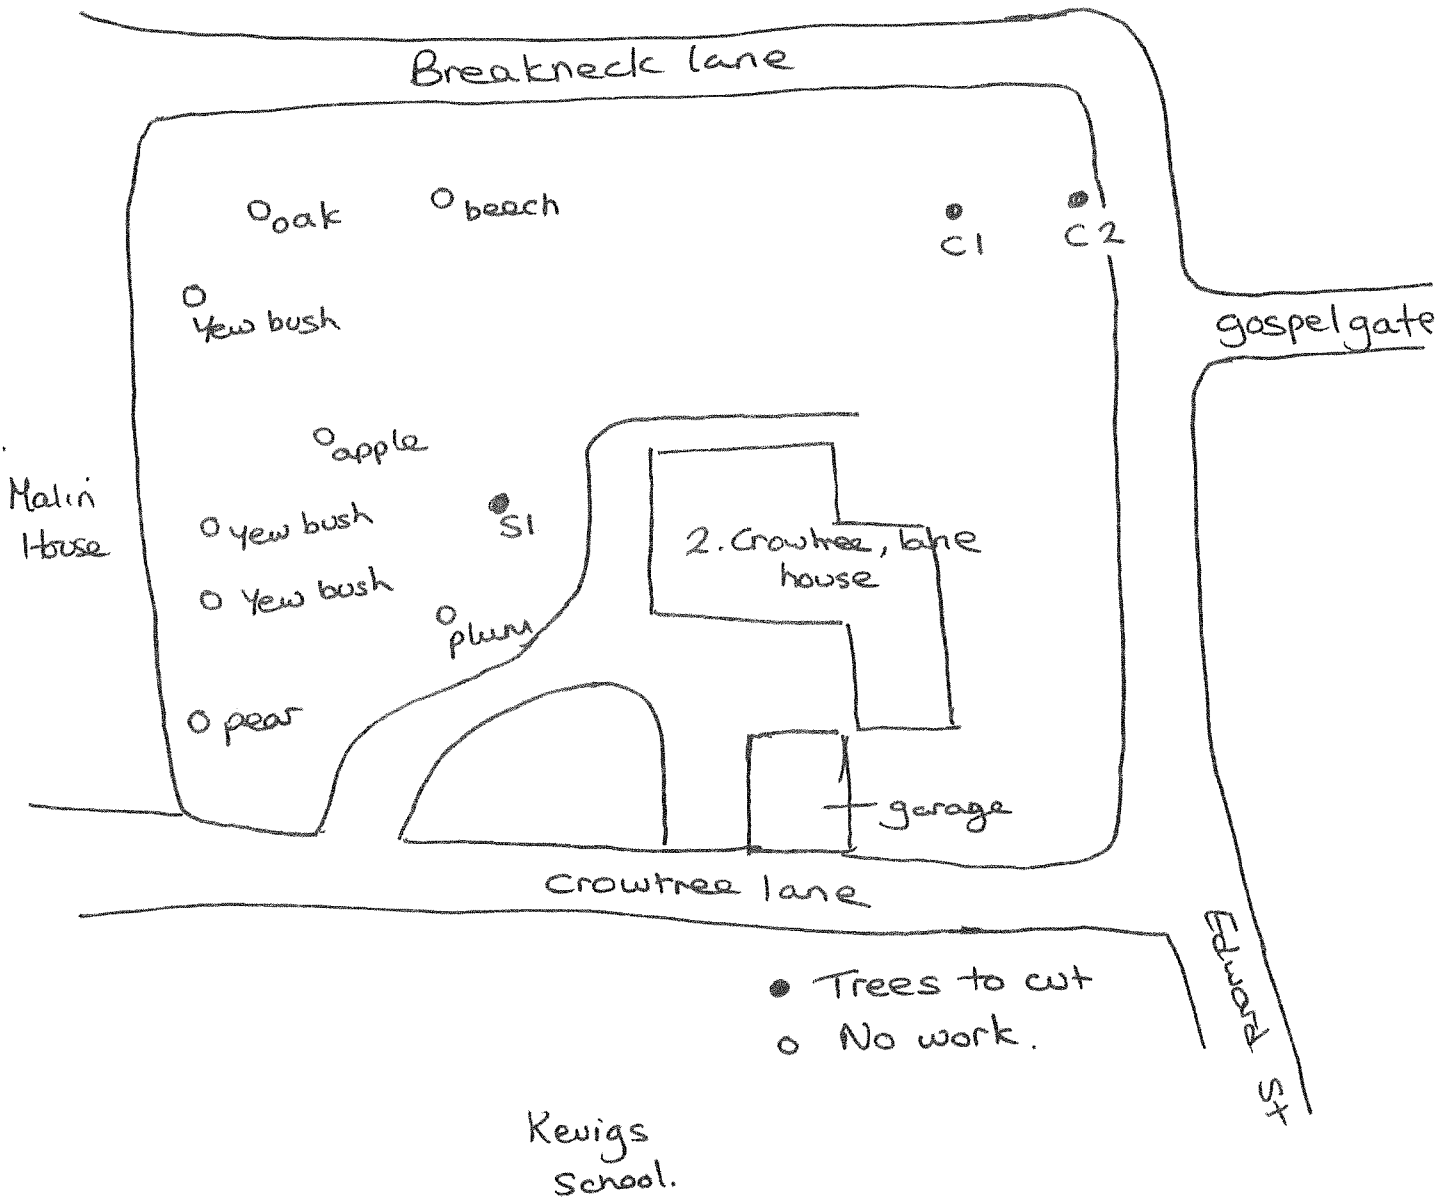 Breakneck lane
oak
beech
C1
C2
Yew bush
gospelgate
apple
Malin
House
Yew bush
S1
2. Crowtree, lane
house
Yew bush
plum
pear
garage
Crowtree lane
Edward St
Trees to cut
No work.
Kevigs
School.